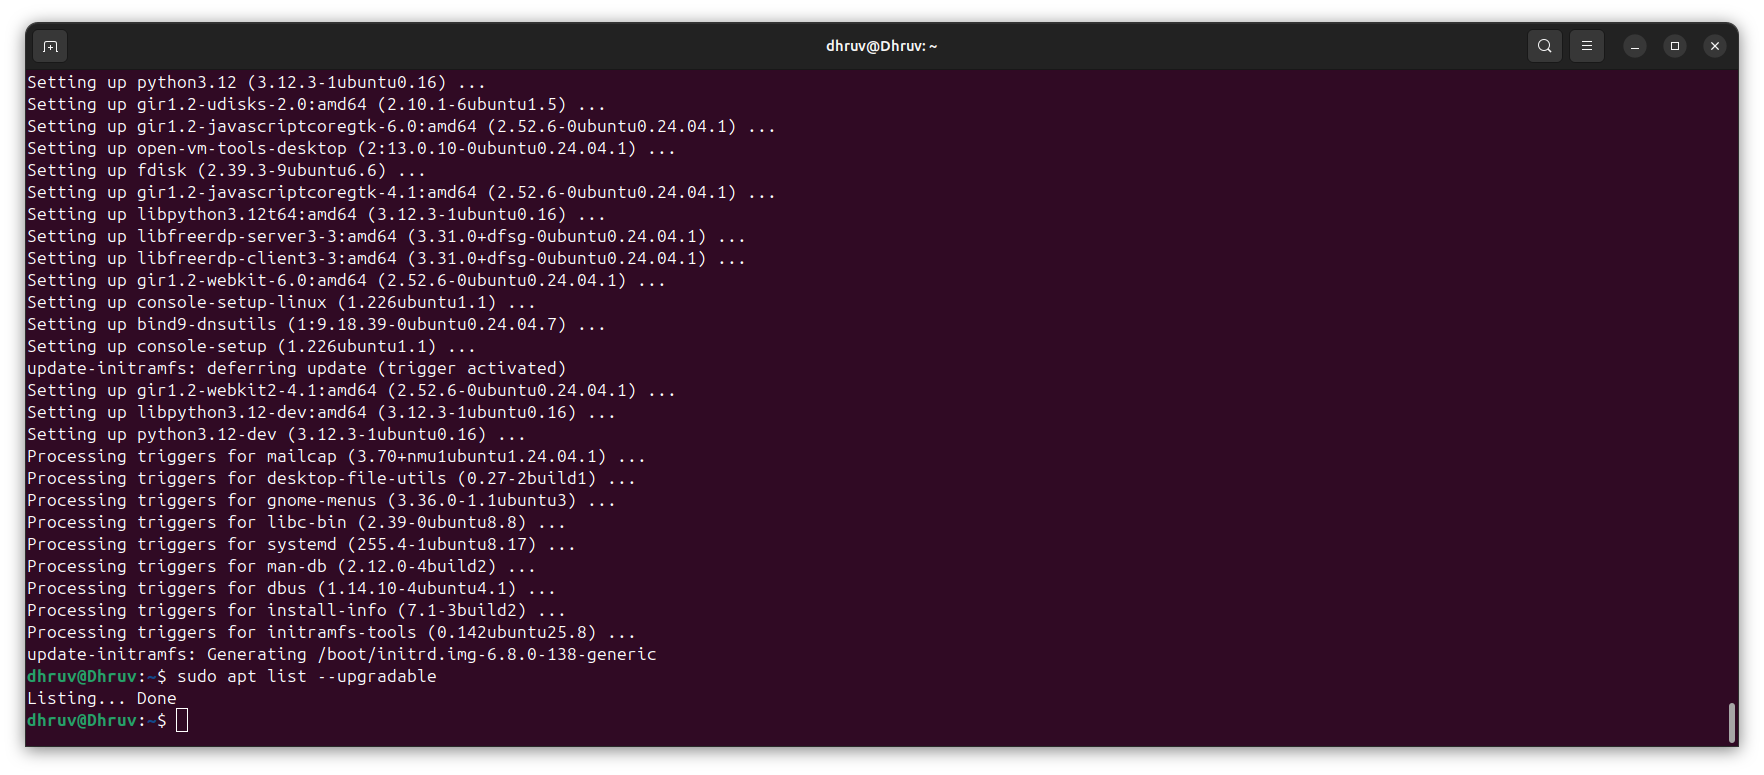 dhruv@Dhruv: ~
Setting up python3.12 (3.12.3-1ubuntu0.16) ...
Setting up gir1.2-udisks-2.0:amd64 (2.10.1-6ubuntu1.5) ...
Setting up gir1.2-javascriptcoregtk-6.0:amd64 (2.52.6-0ubuntu0.24.04.1) ...
Setting up open-vm-tools-desktop (2:13.0.10-0ubuntu0.24.04.1) ...
Setting up fdisk (2.39.3-9ubuntu6.6) ...
Setting up gir1.2-javascriptcoregtk-4.1:amd64 (2.52.6-0ubuntu0.24.04.1) ...
Setting up libpython3.12t64:amd64 (3.12.3-1ubuntu0.16) ...
Setting up libfreerdp-server3-3:amd64 (3.31.0+dfsg-0ubuntu0.24.04.1) ...
Setting up libfreerdp-client3-3:amd64 (3.31.0+dfsg-0ubuntu0.24.04.1) ...
Setting up gir1.2-webkit-6.0:amd64 (2.52.6-0ubuntu0.24.04.1) ...
Setting up console-setup-linux (1.226ubuntu1.1) ...
Setting up bind9-dnsutils (1:9.18.39-0ubuntu0.24.04.7) ...
Setting up console-setup (1.226ubuntu1.1) ...
update-initramfs: deferring update (trigger activated)
Setting up gir1.2-webkit2-4.1:amd64 (2.52.6-0ubuntu0.24.04.1) ...
Setting up libpython3.12-dev:amd64 (3.12.3-1ubuntu0.16) ...
Setting up python3.12-dev (3.12.3-1ubuntu0.16) ...
Processing triggers for mailcap (3.70+nmu1ubuntu1.24.04.1) ...
Processing triggers for desktop-file-utils (0.27-2build1) ...
Processing triggers for gnome-menus (3.36.0-1.1ubuntu3) ...
Processing triggers for libc-bin (2.39-0ubuntu8.8) ...
Processing triggers for systemd (255.4-1ubuntu8.17) ...
Processing triggers for man-db (2.12.0-4build2) ...
Processing triggers for dbus (1.14.10-4ubuntu4.1) ...
Processing triggers for install-info (7.1-3build2) ...
Processing triggers for initramfs-tools (0.142ubuntu25.8) ...
update-initramfs: Generating /boot/initrd.img-6.8.0-138-generic
dhruv@Dhruv:~$ sudo apt list --upgradable
Listing... Done
dhruv@Dhruv:~$